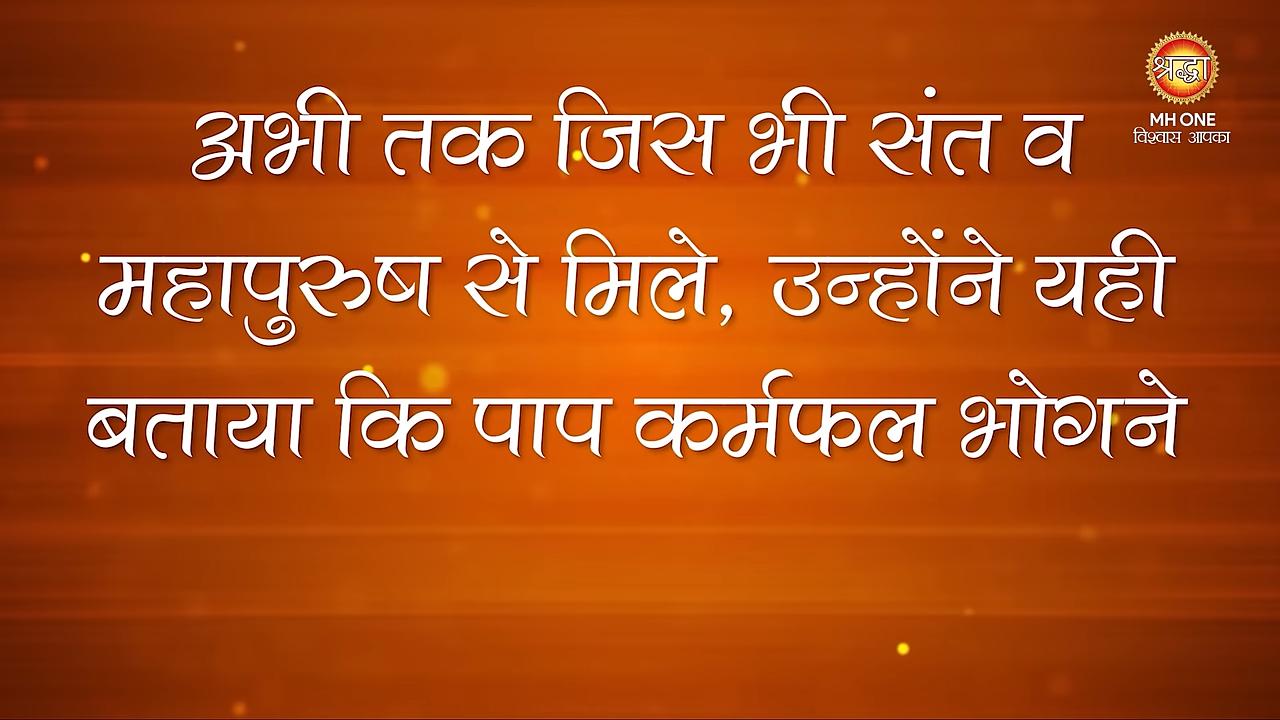 श्रद्धा
MH ONE
विश्वास आपका
अभी तक जिस भी संत व
महापुरुष से मिले, उन्होंने यही
बताया कि पाप कर्मफल भोगने